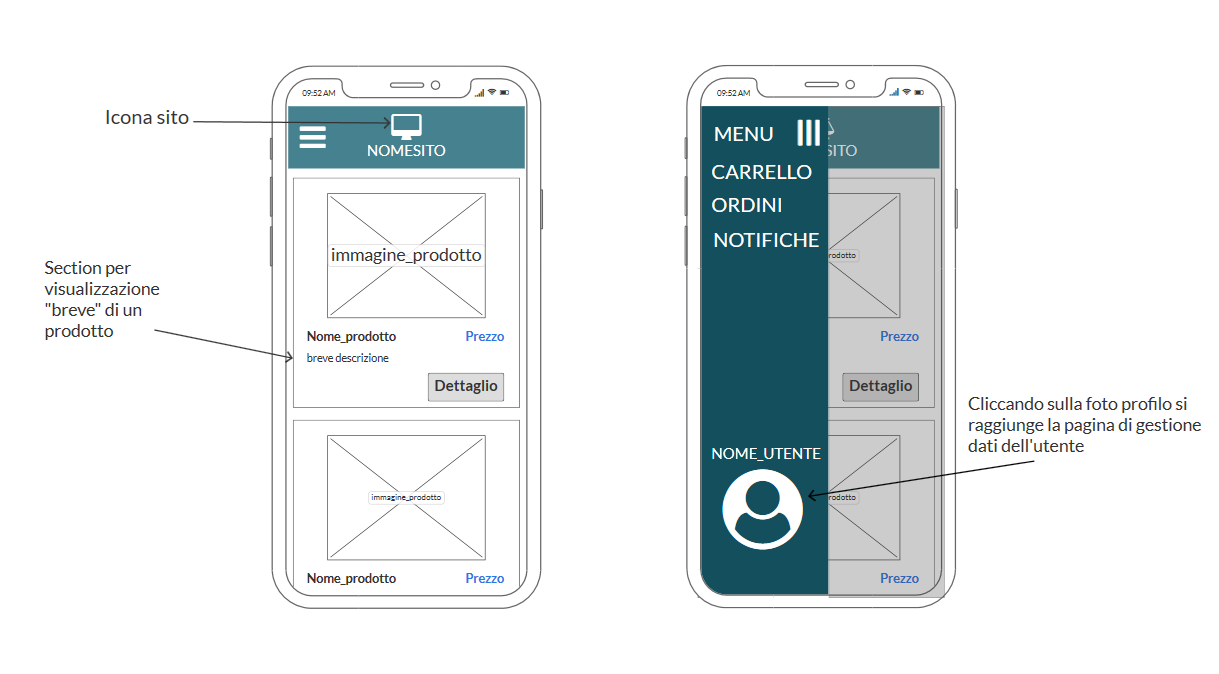 Icona sito
Section per
visualizzazione
"breve" di un
prodotto
09:52 AM
NOMESITO
immagine_prodotto
Nome_prodotto Prezzo
breve descrizione
Dettaglio
immagine_prodotto
Nome_prodotto Prezzo
09:52 AM
MENU
SITO
CARRELLO
ORDINI
NOTIFICHE
rodotto
Prezzo
Dettaglio
NOME_UTENTE
rodotto
Prezzo
Cliccando sulla foto profilo si
raggiunge la pagina di gestione
dati dell'utente